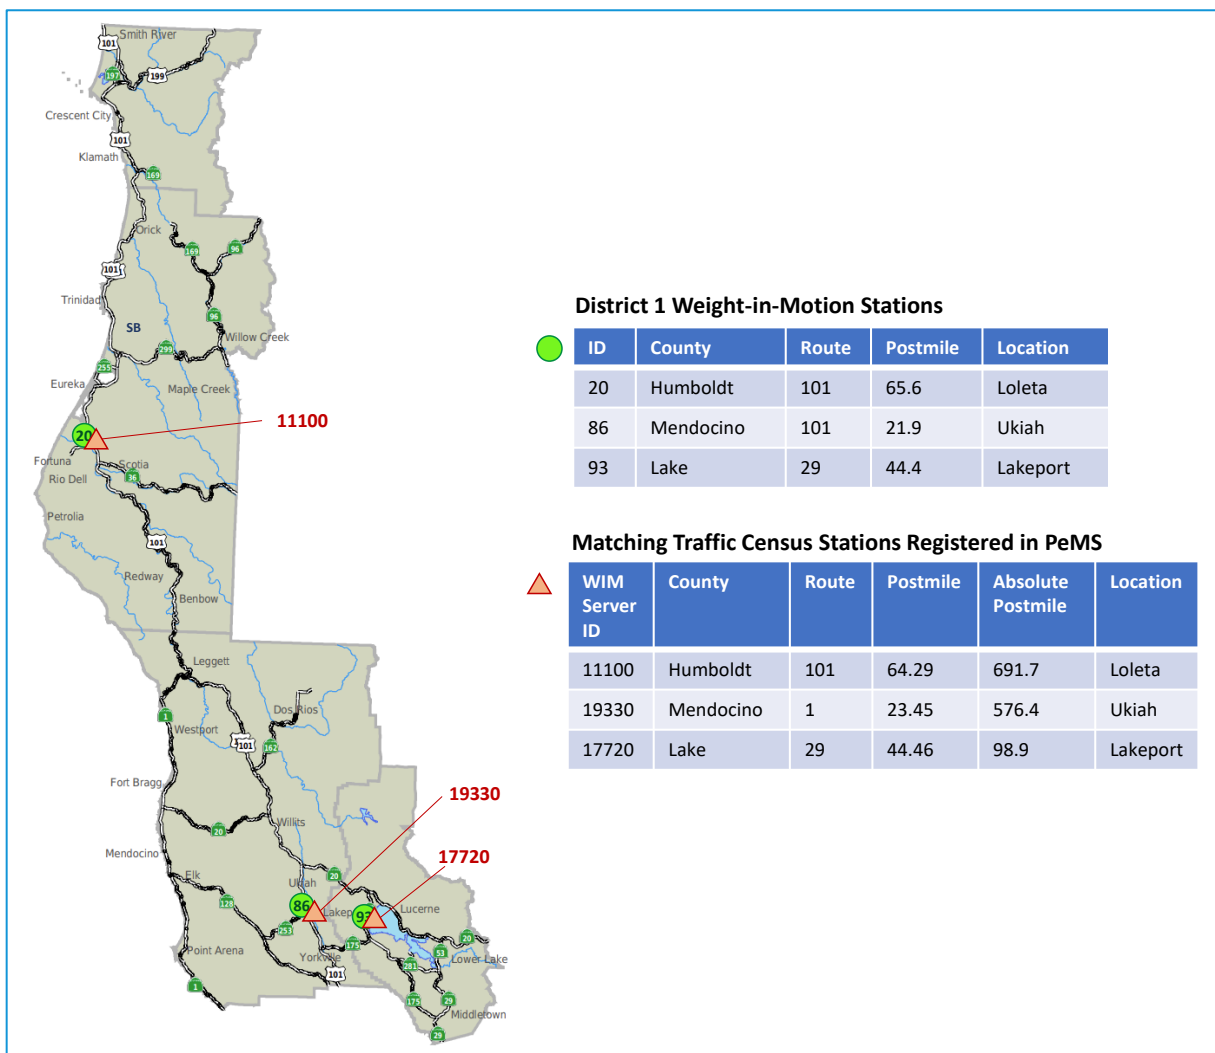 101
Smith River
197
199
Crescent City
101
Klamath
169
Orick
169
96
101
Trinidad
SB
96
Willow Creek
299
255
Eureka
Maple Creek
20
11100
Fortuna
Scotia
Rio Dell
36
Petrolia
101
Redway
Benbow
Leggett
Dos Rios
1
Westport
101
162
Fort Bragg
19330
Willits
20
Mendocino
17720
Elk
20
Ukiah
128
86
Lakep
93
Lucerne
253
20
Point Arena
175
53
Yorkville
Lower Lake
281
101
1
175
29
Middletown
29
District 1 Weight-in-Motion Stations
ID County Route Postmile Location
20 Humboldt 101 65.6 Loleta
86 Mendocino 101 21.9 Ukiah
93 Lake 29 44.4 Lakeport
Matching Traffic Census Stations Registered in PeMS
WIM Server ID County Route Postmile Absolute Postmile Location
11100 Humboldt 101 64.29 691.7 Loleta
19330 Mendocino 1 23.45 576.4 Ukiah
17720 Lake 29 44.46 98.9 Lakeport